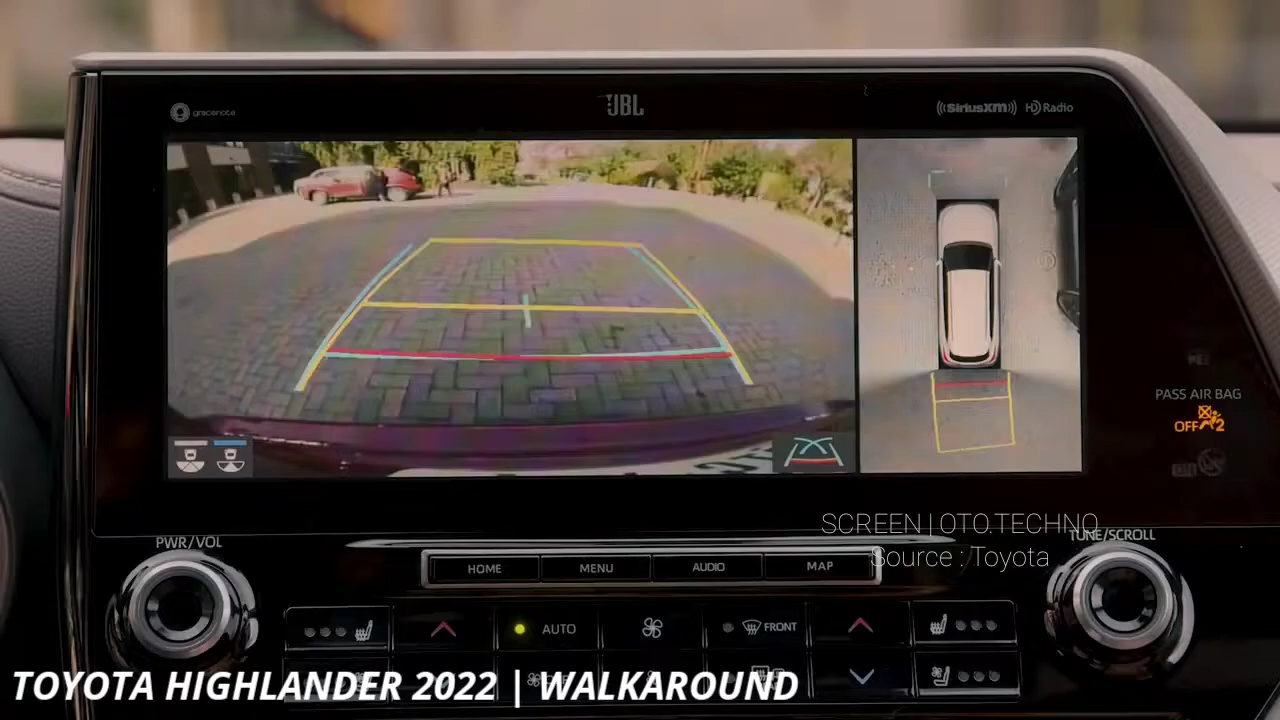 gracenote
JBL
SiriusXM
HD Radio
PASS AIR BAG
OFF 2
SCREEN | OTO.TECHNO
Source : Toyota
PWR/VOL
TUNE/SCROLL
HOME
MENU
AUDIO
MAP
AUTO
FRONT
TOYOTA HIGHLANDER 2022 | WALKAROUND